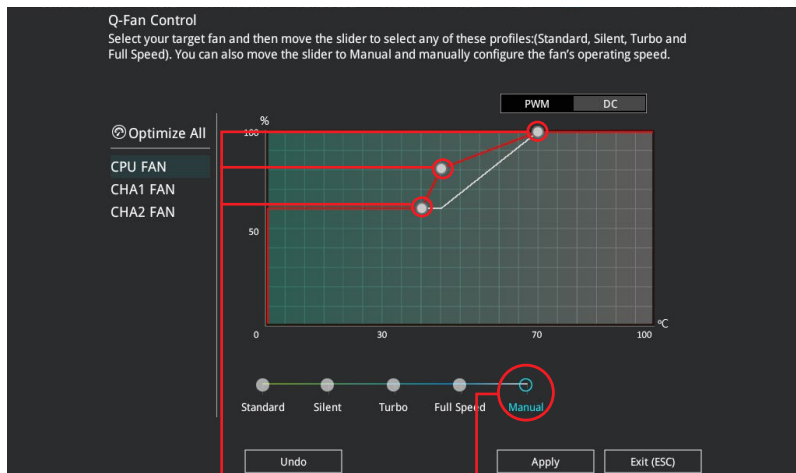 Q-Fan Control
Select your target fan and then move the slider to select any of these profiles:(Standard, Silent, Turbo and
Full Speed). You can also move the slider to Manual and manually configure the fan's operating speed.
PWM DC
%
Optimize All
100
CPU FAN
CHA1 FAN
CHA2 FAN
50
ºC
0 30 70 100
Standard Silent Turbo Full Speed Manual
Undo Apply Exit (ESC)